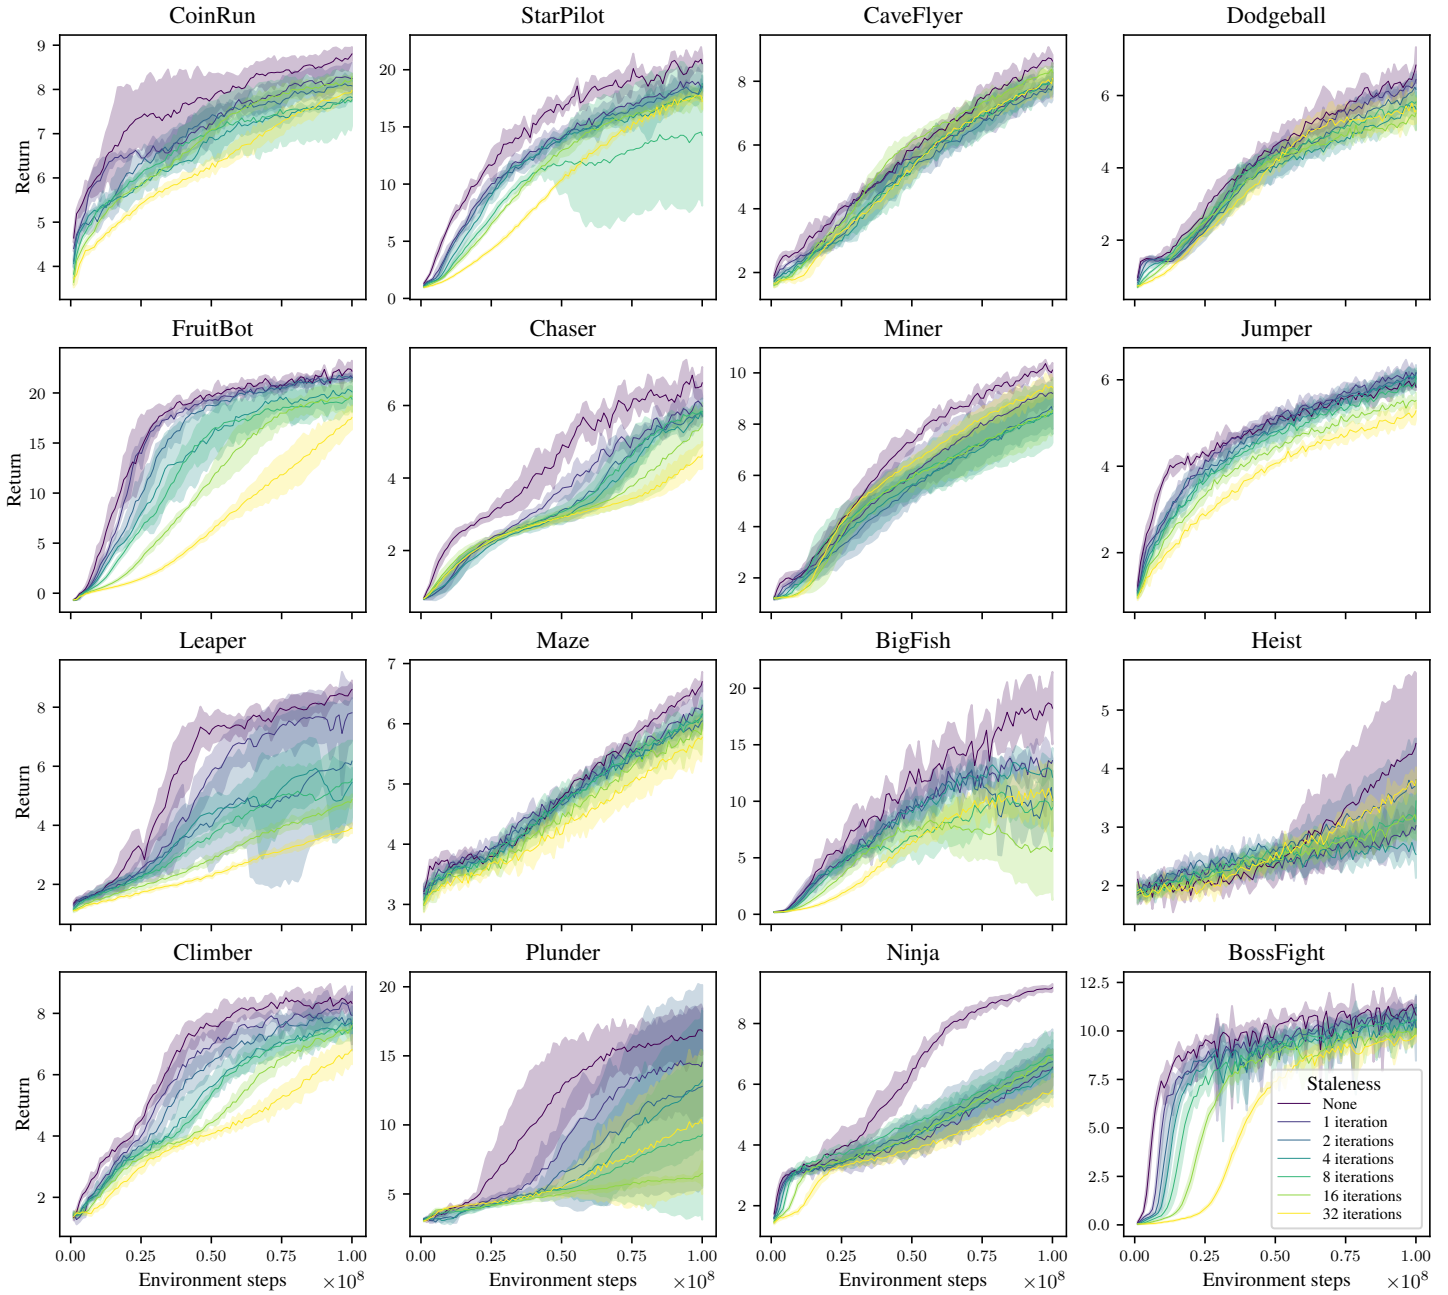 CoinRun
StarPilot
CaveFlyer
Dodgeball
9
8
7
6
5
4
Return
20
15
10
5
0
8
6
4
2
6
4
2
FruitBot
Chaser
Miner
Jumper
20
15
10
5
0
Return
6
4
2
10
8
6
4
2
6
4
2
Leaper
Maze
BigFish
Heist
8
6
4
2
Return
7
6
5
4
3
20
15
10
5
0
5
4
3
2
Climber
Plunder
Ninja
BossFight
8
6
4
2
Return
20
15
10
5
8
6
4
2
12.5
10.0
7.5
5.0
2.5
0.0
Staleness
None
1 iteration
2 iterations
4 iterations
8 iterations
16 iterations
32 iterations
0.00 0.25 0.50 0.75 1.00
0.00 0.25 0.50 0.75 1.00
0.00 0.25 0.50 0.75 1.00
0.00 0.25 0.50 0.75 1.00
Environment steps ×10⁸
Environment steps ×10⁸
Environment steps ×10⁸
Environment steps ×10⁸